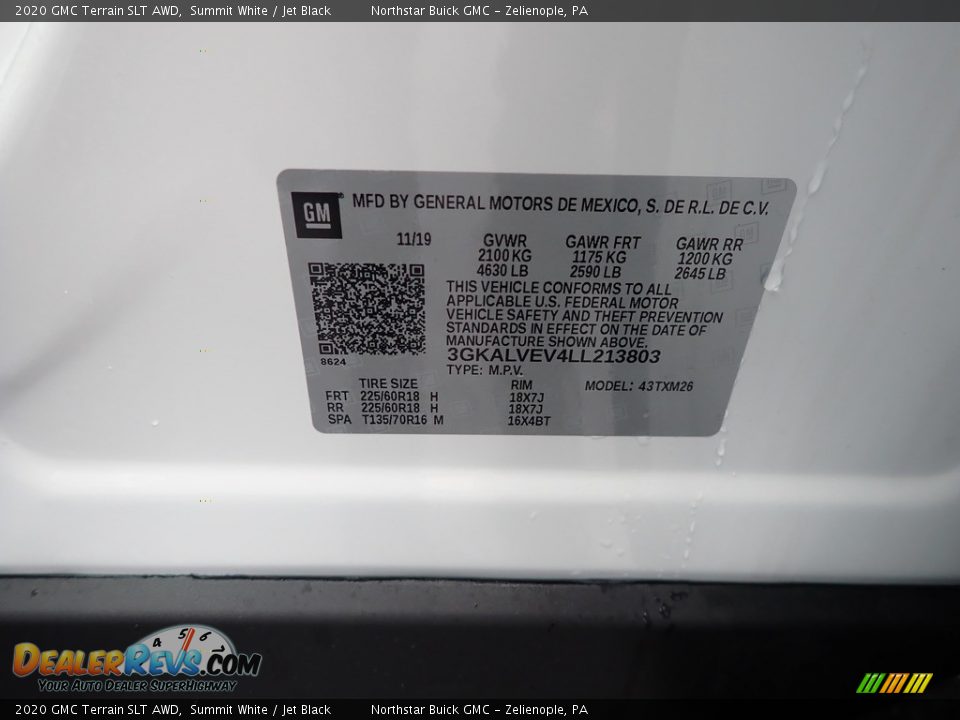 2020 GMC Terrain SLT AWD, Summit White / Jet Black Northstar Buick GMC - Zelienople, PA
GM MFD BY GENERAL MOTORS DE MEXICO, S. DE R.L. DE C.V.
11/19 GVWR GAWR FRT GAWR RR
2100 KG 1175 KG 1200 KG
4630 LB 2590 LB 2645 LB
THIS VEHICLE CONFORMS TO ALL
APPLICABLE U.S. FEDERAL MOTOR
VEHICLE SAFETY AND THEFT PREVENTION
STANDARDS IN EFFECT ON THE DATE OF
MANUFACTURE SHOWN ABOVE.
8624 3GKALVEV4LL213803
TYPE: M.P.V.
TIRE SIZE RIM MODEL: 43TXM26
FRT 225/60R18 H 18X7J
RR 225/60R18 H 18X7J
SPA T135/70R16 M 16X4BT
4 5 6
DEALERREVS.COM
YOUR AUTO DEALER SUPERHIGHWAY
2020 GMC Terrain SLT AWD, Summit White / Jet Black Northstar Buick GMC - Zelienople, PA